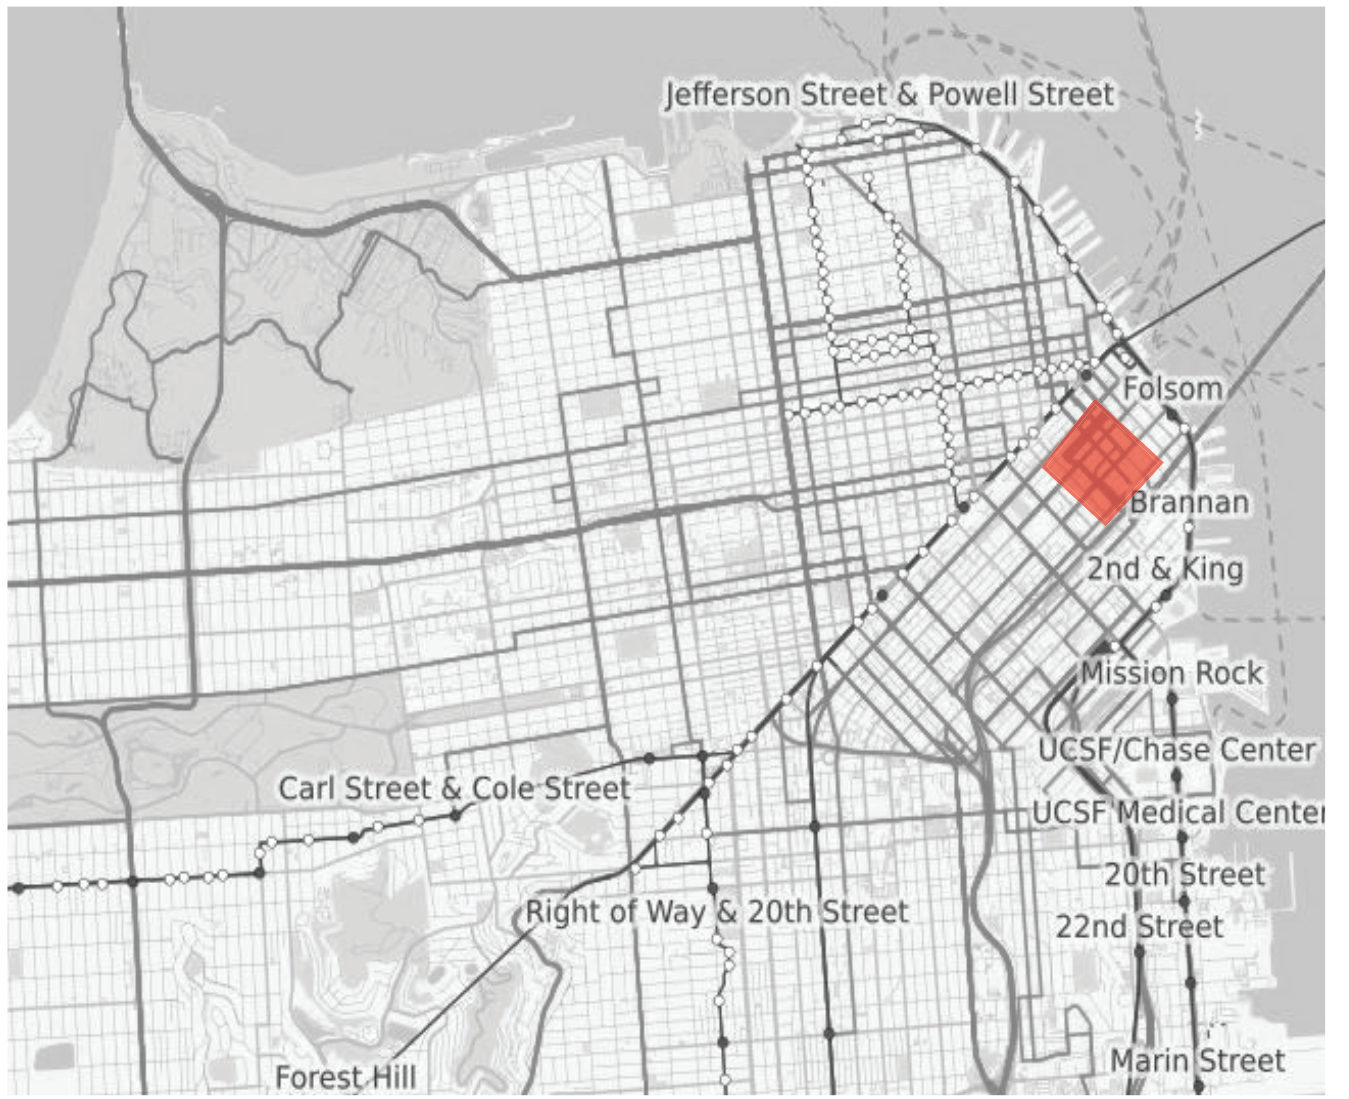 Jefferson Street & Powell Street
Folsom
Brannan
2nd & King
Mission Rock
UCSF/Chase Center
Carl Street & Cole Street
UCSF Medical Center
20th Street
Right of Way & 20th Street
22nd Street
Marin Street
Forest Hill